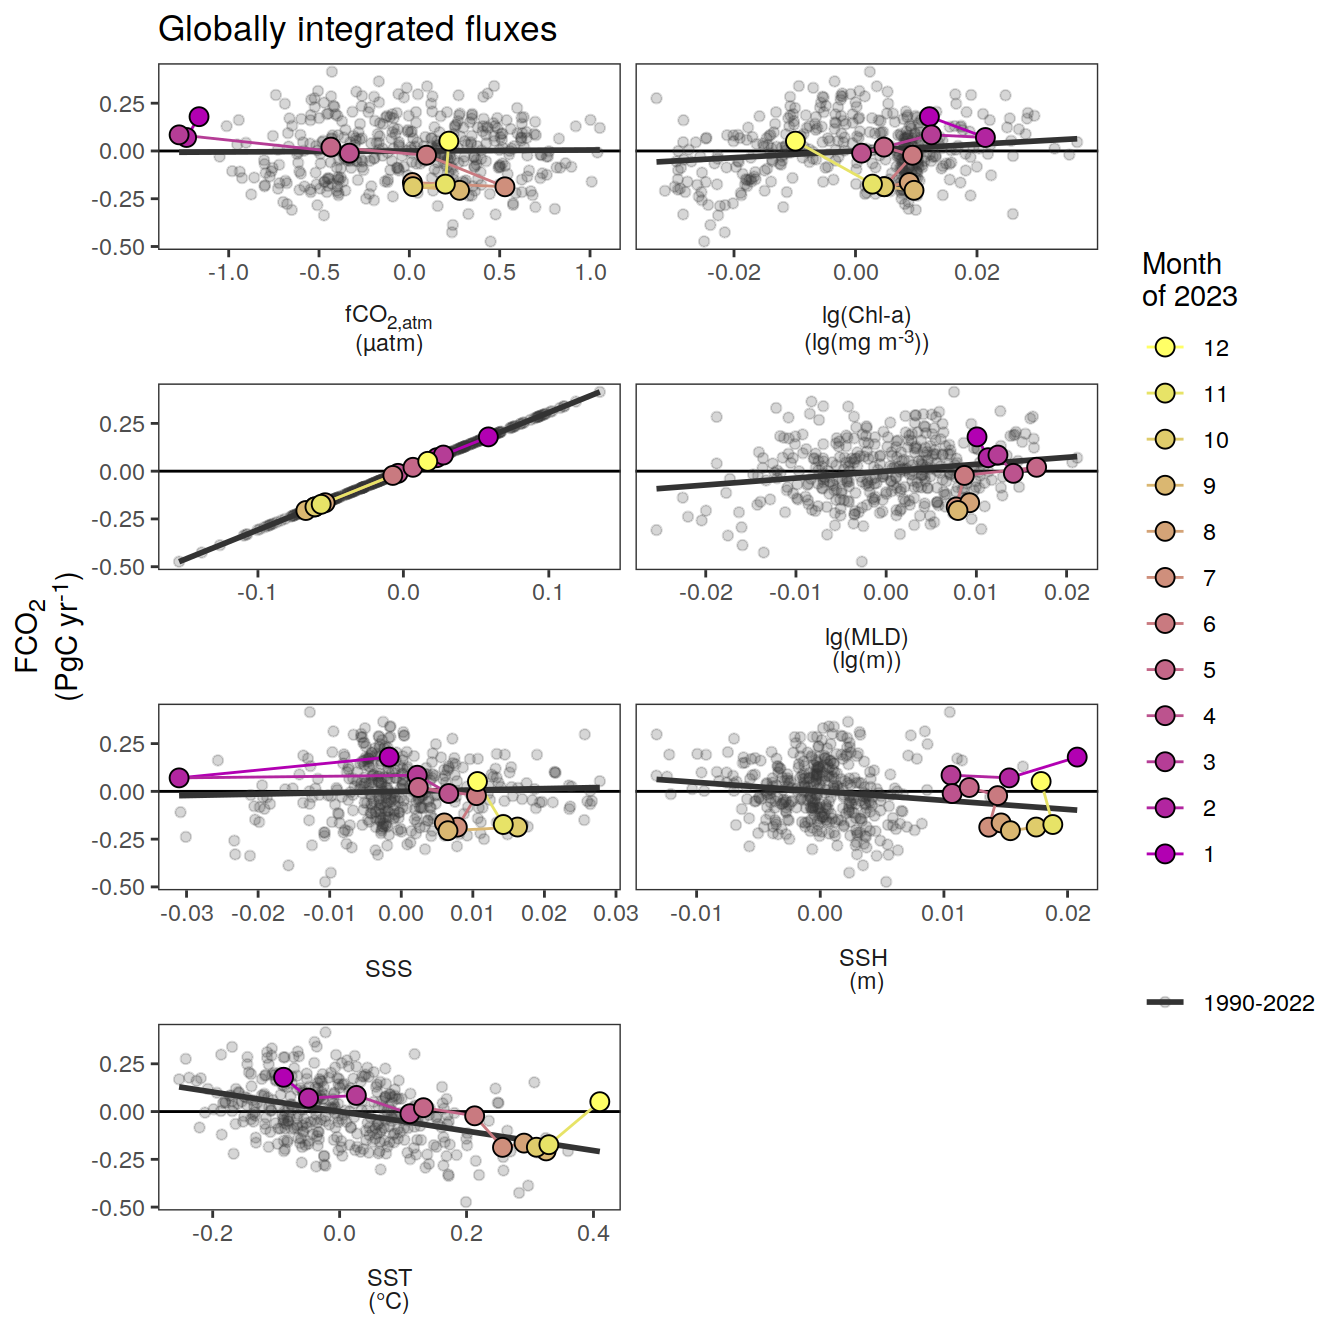 Globally integrated fluxes
FCO2
(PgC yr-1)
0.25
0.00
-0.25
-0.50
-1.0 -0.5 0.0 0.5 1.0
fCO2,atm
(µatm)
-0.02 0.00 0.02
lg(Chl-a)
(lg(mg m-3))
0.25
0.00
-0.25
-0.50
-0.1 0.0 0.1
-0.02 -0.01 0.00 0.01 0.02
lg(MLD)
(lg(m))
0.25
0.00
-0.25
-0.50
-0.03 -0.02 -0.01 0.00 0.01 0.02 0.03
SSS
-0.01 0.00 0.01 0.02
SSH
(m)
0.25
0.00
-0.25
-0.50
-0.2 0.0 0.2 0.4
SST
(°C)
Month
of 2023
12
11
10
9
8
7
6
5
4
3
2
1
1990-2022